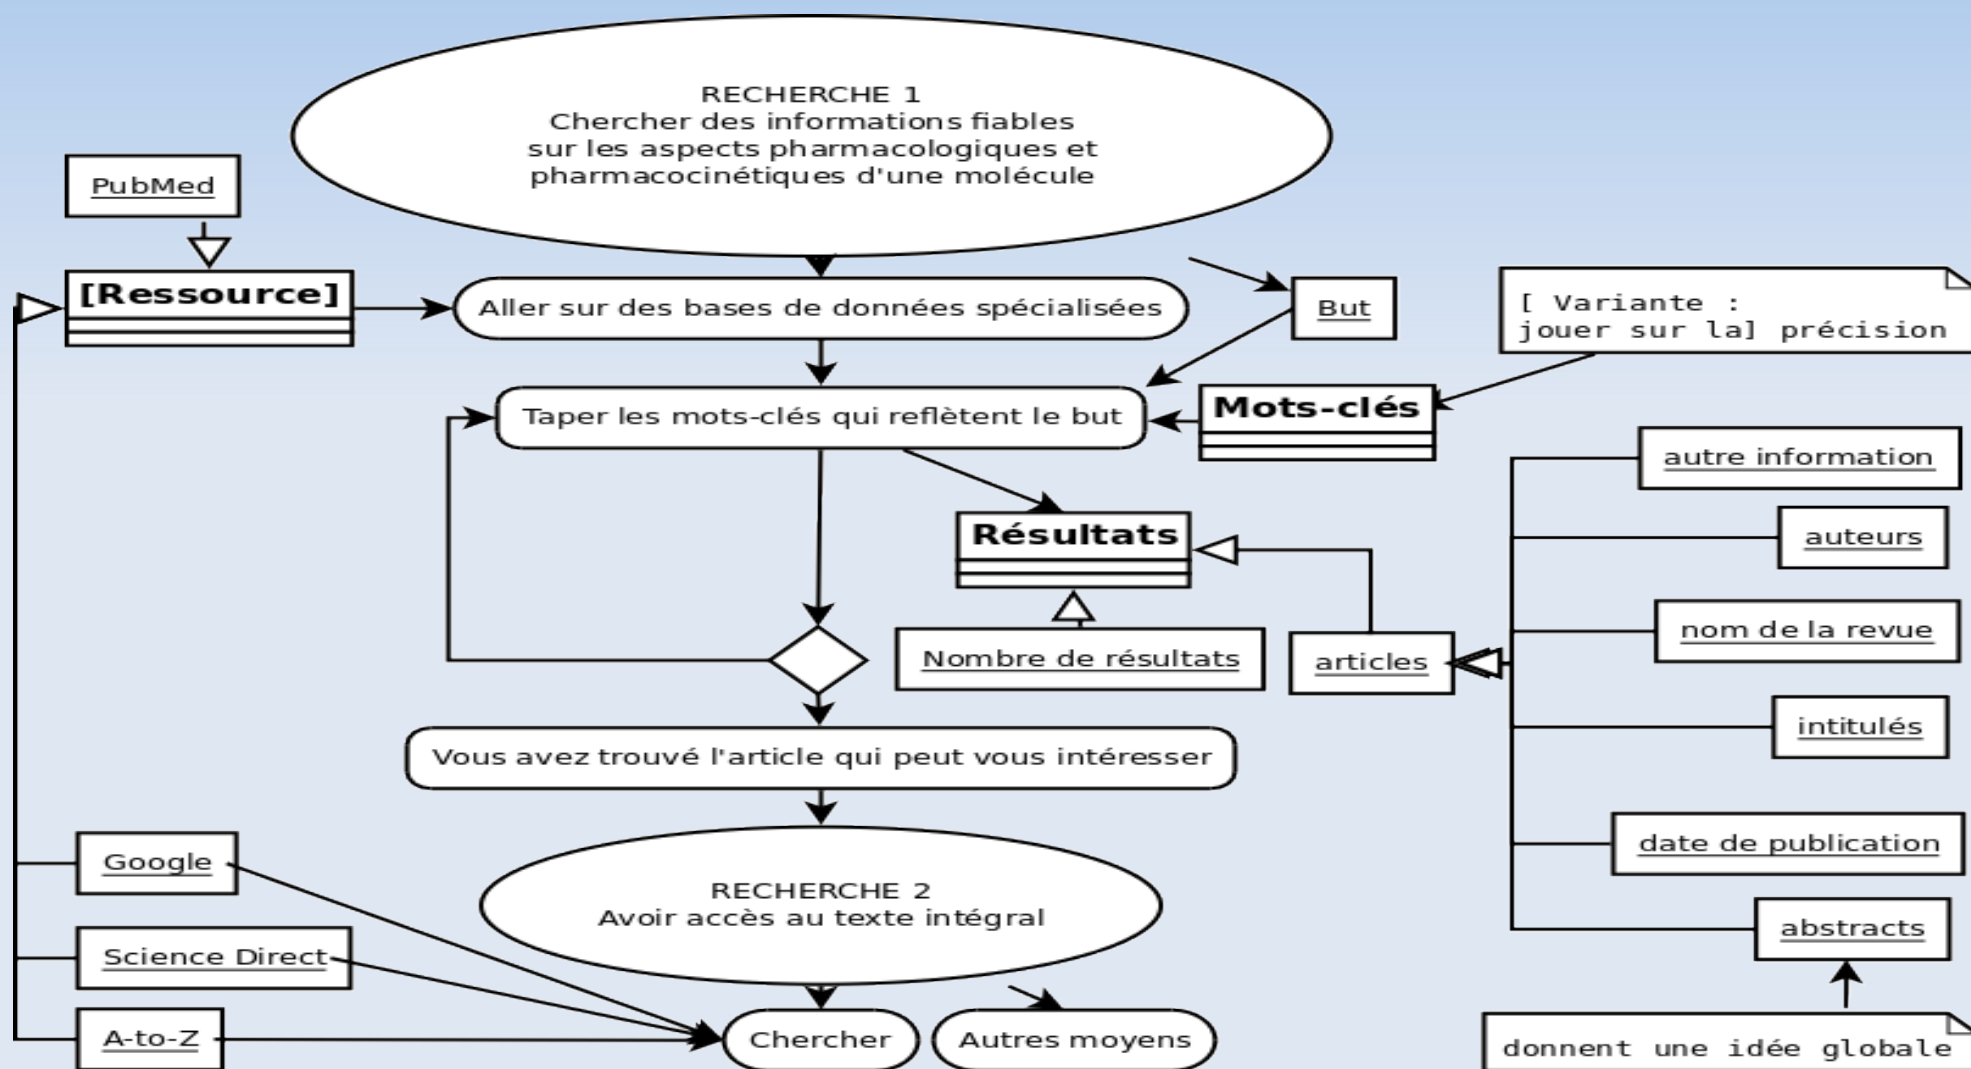 RECHERCHE 1
Chercher des informations fiables
sur les aspects pharmacologiques et
pharmacocinétiques d'une molécule
PubMed
[Ressource]
Aller sur des bases de données spécialisées
But
[ Variante :
jouer sur la] précision
Taper les mots-clés qui reflètent le but
Mots-clés
autre information
Résultats
auteurs
nom de la revue
Nombre de résultats
articles
intitulés
Vous avez trouvé l'article qui peut vous intéresser
date de publication
Google
RECHERCHE 2
Avoir accès au texte intégral
abstracts
Science Direct
A-to-Z
Chercher
Autres moyens
donnent une idée globale